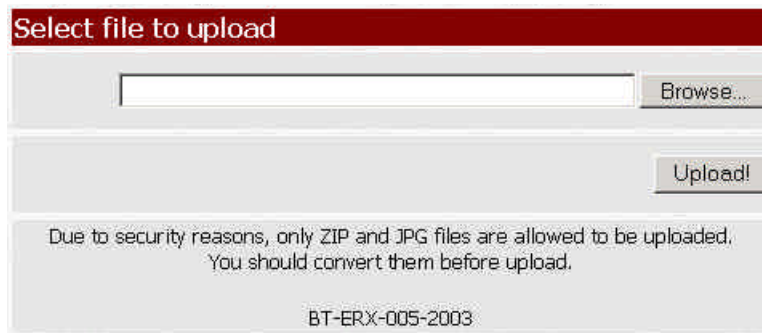 Select file to upload
Browse...
Upload!
Due to security reasons, only ZIP and JPG files are allowed to be uploaded.
You should convert them before upload.
BT-ERX-005-2003